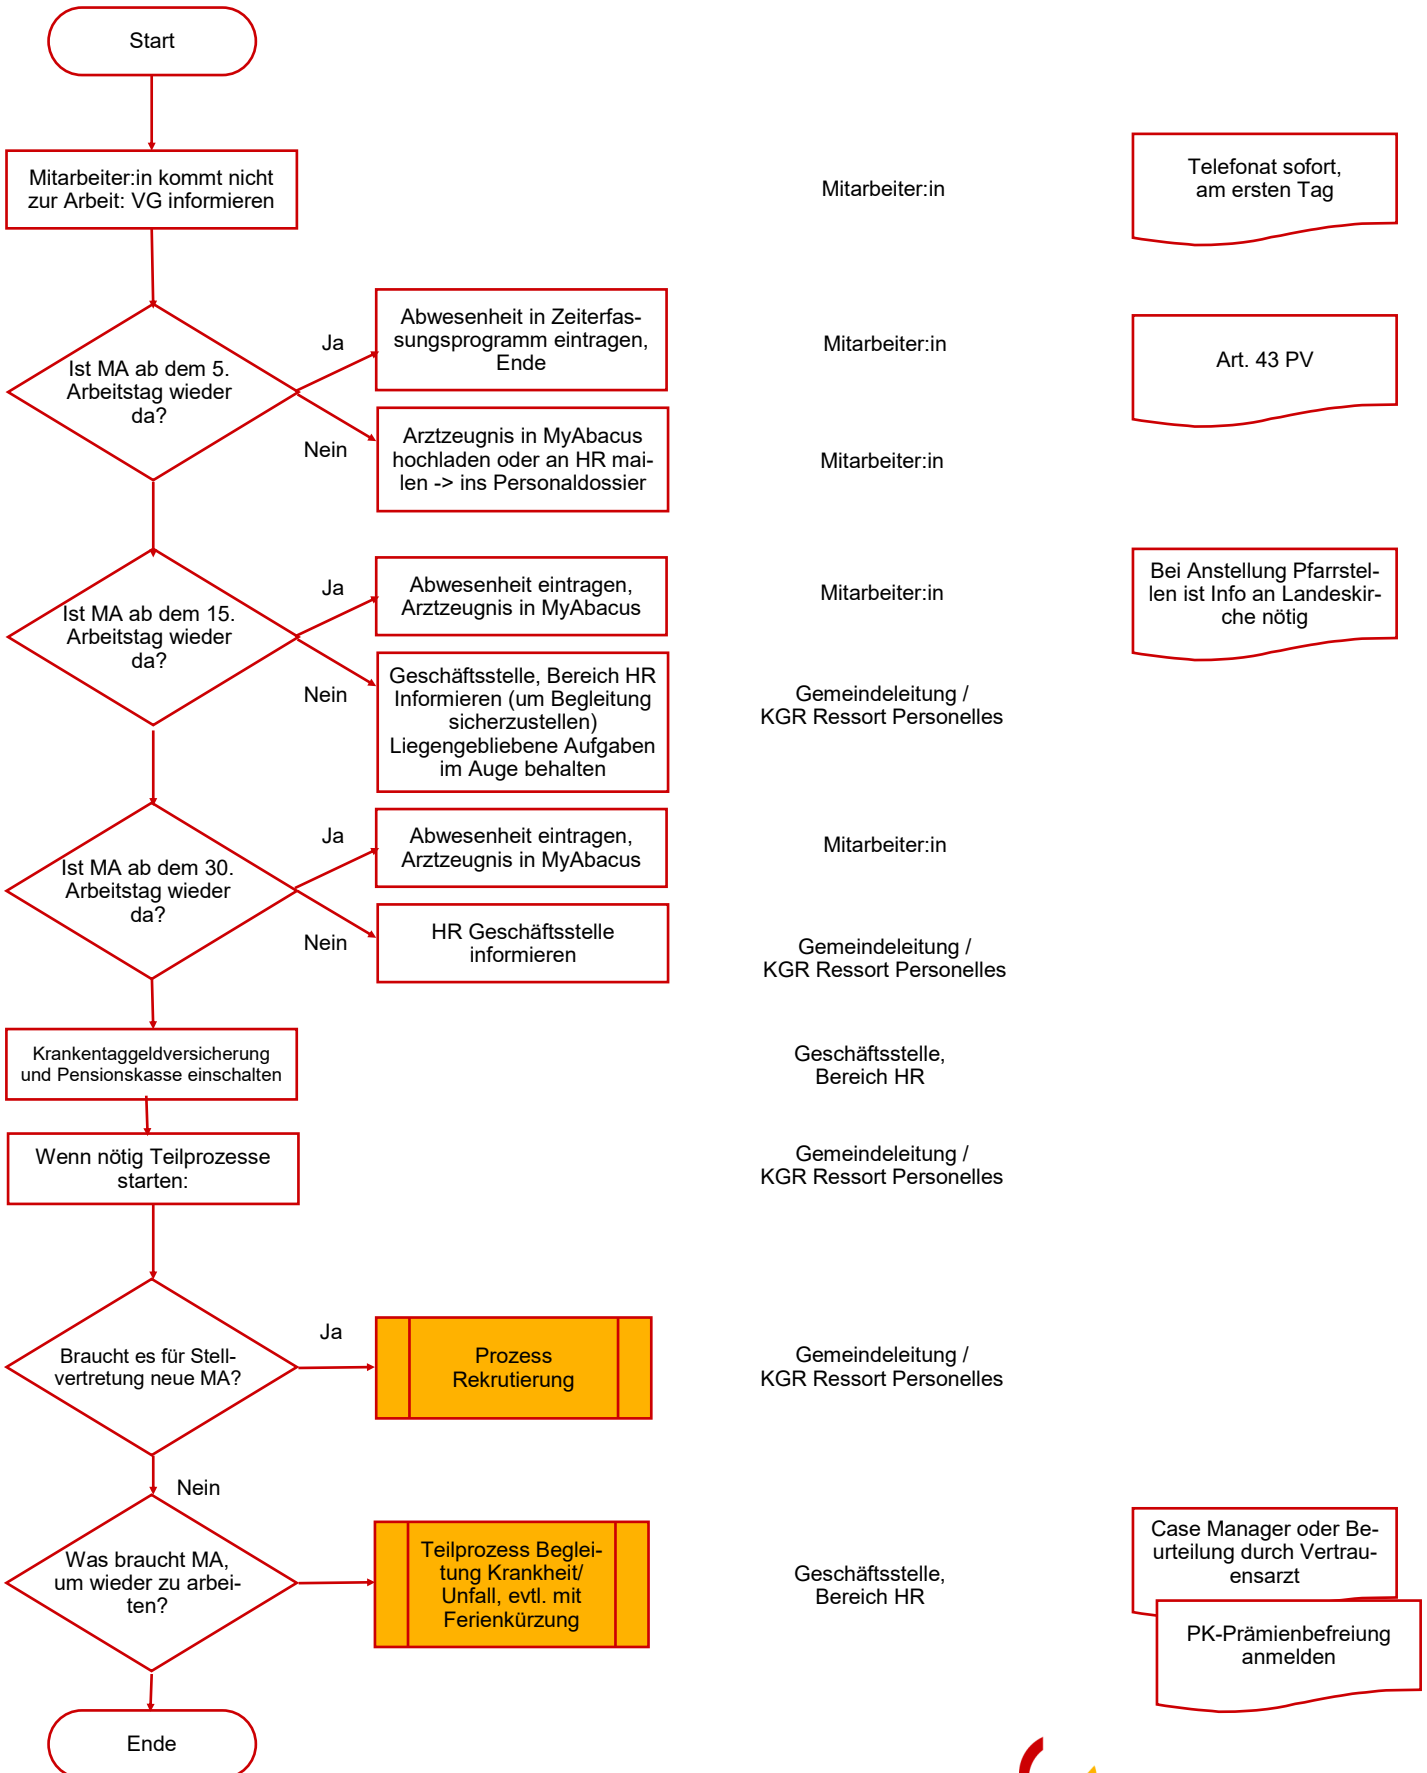 Start
Mitarbeiter:in kommt nicht
zur Arbeit: VG informieren
Mitarbeiter:in
Telefonat sofort,
am ersten Tag
Ist MA ab dem 5.
Arbeitstag wieder
da?
Ja
Abwesenheit in Zeiterfas-
sungsprogramm eintragen,
Ende
Mitarbeiter:in
Art. 43 PV
Nein
Arztzeugnis in MyAbacus
hochladen oder an HR mai-
len -> ins Personaldossier
Mitarbeiter:in
Ist MA ab dem 15.
Arbeitstag wieder
da?
Ja
Abwesenheit eintragen,
Arztzeugnis in MyAbacus
Mitarbeiter:in
Bei Anstellung Pfarrstel-
len ist Info an Landeskir-
che nötig
Nein
Geschäftsstelle, Bereich HR
Informieren (um Begleitung
sicherzustellen)
Liegengebliebene Aufgaben
im Auge behalten
Gemeindeleitung /
KGR Ressort Personelles
Ist MA ab dem 30.
Arbeitstag wieder
da?
Ja
Abwesenheit eintragen,
Arztzeugnis in MyAbacus
Mitarbeiter:in
Nein
HR Geschäftsstelle
informieren
Gemeindeleitung /
KGR Ressort Personelles
Krankentaggeldversicherung
und Pensionskasse einschalten
Geschäftsstelle,
Bereich HR
Wenn nötig Teilprozesse
starten:
Gemeindeleitung /
KGR Ressort Personelles
Braucht es für Stell-
vertretung neue MA?
Ja
Prozess
Rekrutierung
Gemeindeleitung /
KGR Ressort Personelles
Nein
Was braucht MA,
um wieder zu arbei-
ten?
Teilprozess Beglei-
tung Krankheit/
Unfall, evtl. mit
Ferienkürzung
Geschäftsstelle,
Bereich HR
Case Manager oder Be-
urteilung durch Vertrau-
ensarzt
PK-Prämienbefreiung
anmelden
Ende